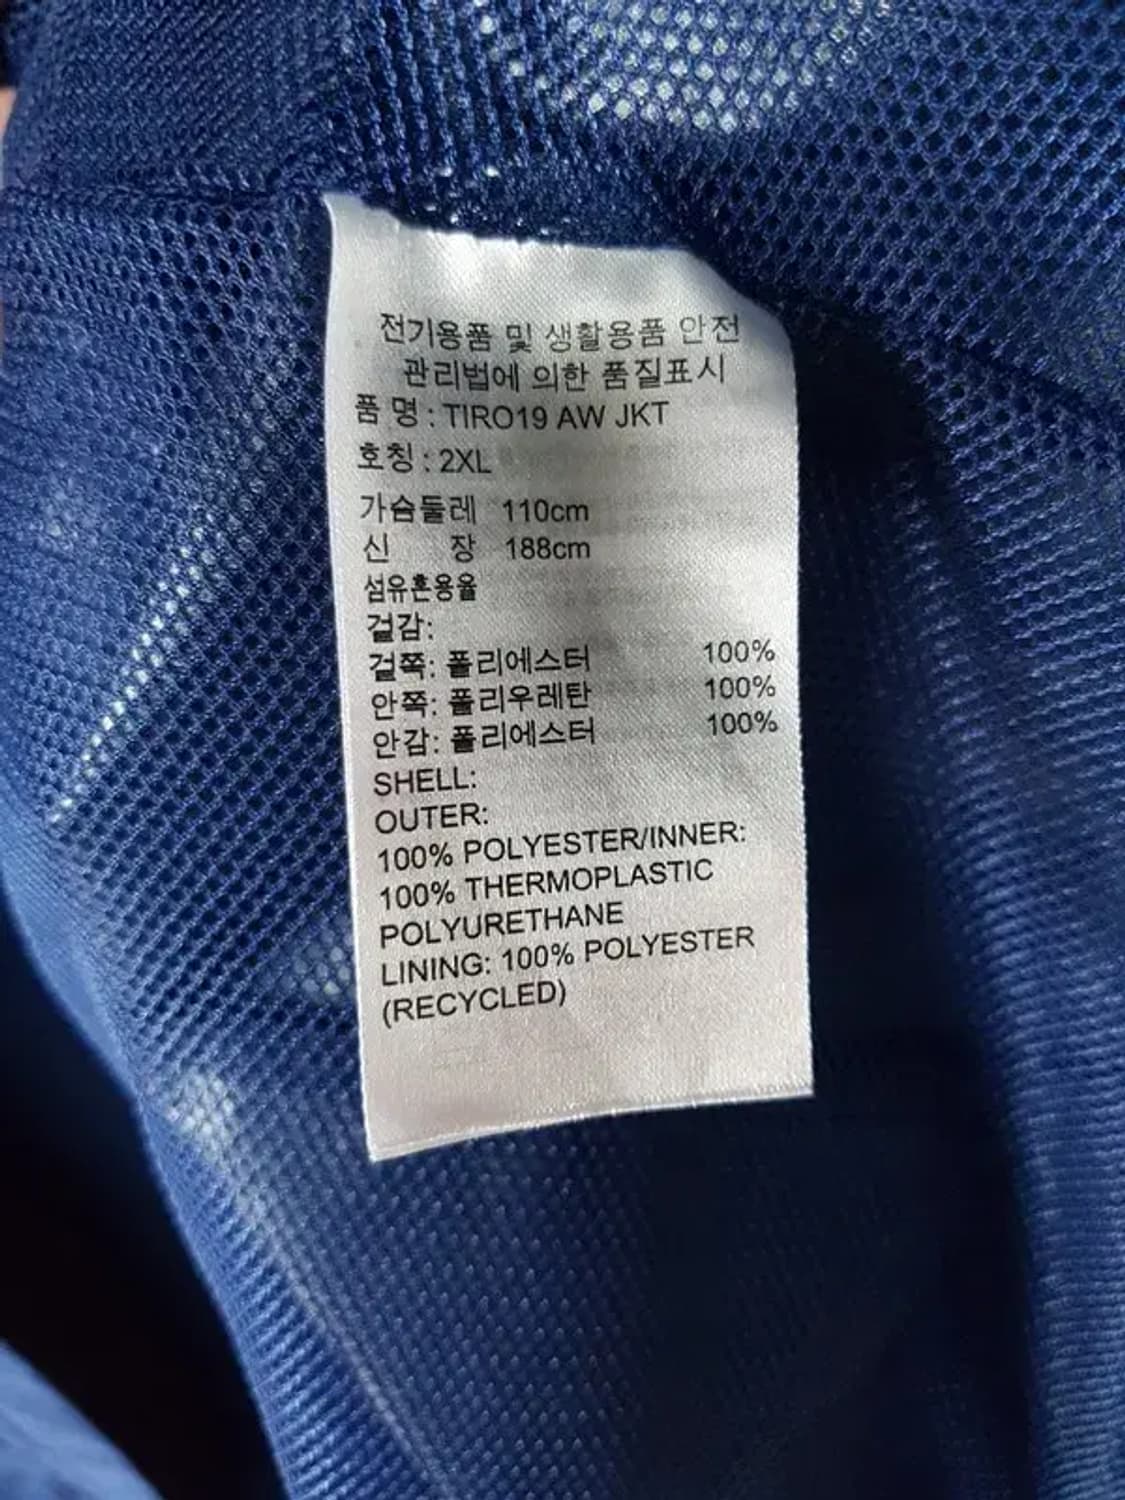 전기용품 및 생활용품 안전
관리법에 의한 품질표시
품 명 : TIRO19 AW JKT
호칭 : 2XL
가슴둘레 110cm
신 장 188cm
섬유혼용율
겉감:
겉쪽: 폴리에스터 100%
안쪽: 폴리우레탄 100%
안감: 폴리에스터 100%
SHELL:
OUTER:
100% POLYESTER/INNER:
100% THERMOPLASTIC
POLYURETHANE
LINING: 100% POLYESTER
(RECYCLED)